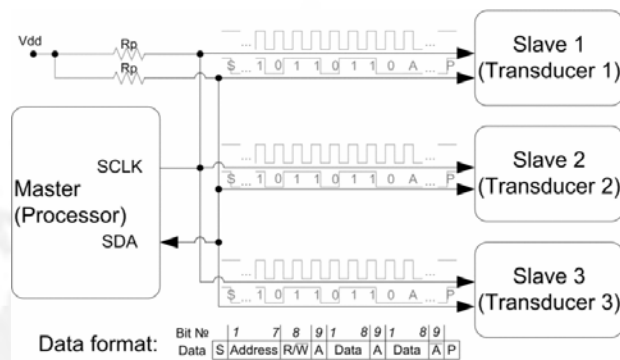 Vdd
Rp
Rp
S... 1 0 1 1 0 1 0 A ... P
Slave 1
(Transducer 1)
Master
(Processor)
SCLK
SDA
S... 1 0 1 1 0 1 0 A ... P
Slave 2
(Transducer 2)
S... 1 0 1 1 0 1 0 A ... P
Slave 3
(Transducer 3)
Data format:
Bit № 1 7 8 9 1 8 9 1 8 9
Data S Address R/W̅ A Data A Data A̅ P